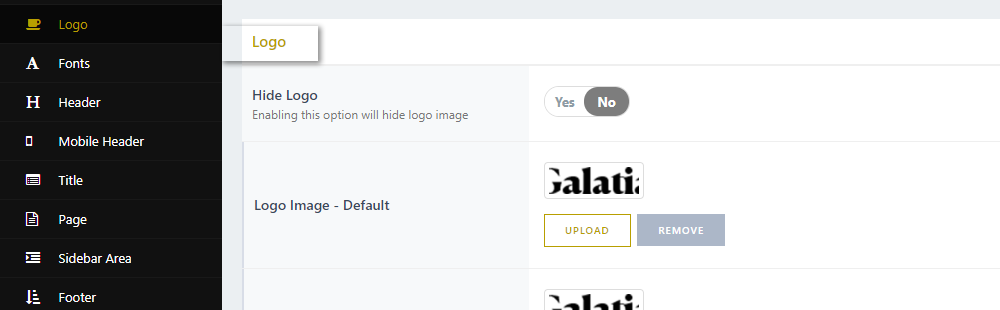 Logo
Fonts
Header
Mobile Header
Title
Page
Sidebar Area
Footer
Logo
Hide Logo
Enabling this option will hide logo image
Yes No
Logo Image - Default
Galatia
UPLOAD REMOVE
Galatia